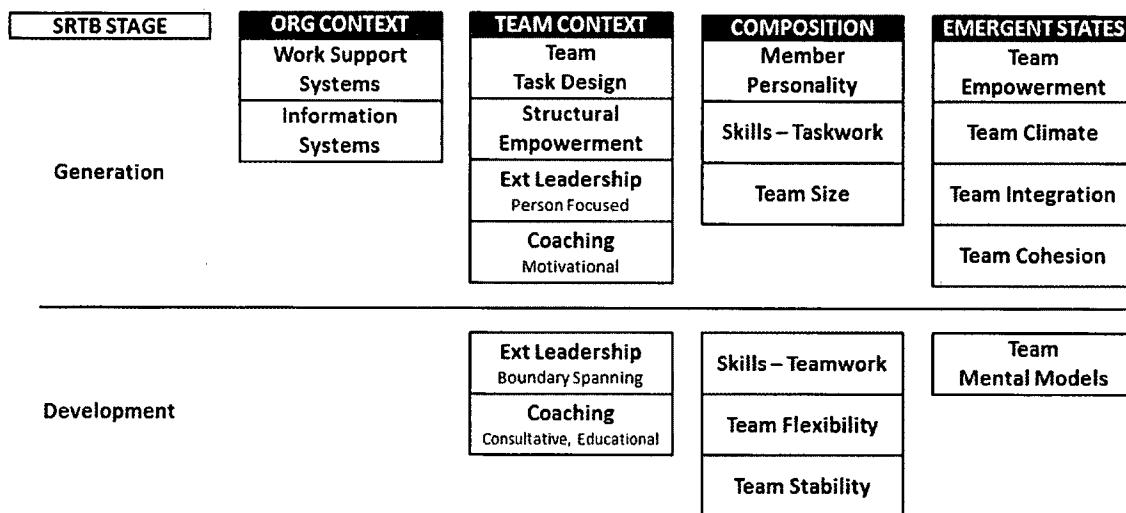 SRTB STAGE
ORG CONTEXT
TEAM CONTEXT
COMPOSITION
EMERGENT STATES
Generation
Work Support
Systems
Information
Systems
Team
Task Design
Structural
Empowerment
Ext Leadership
Person Focused
Coaching
Motivational
Member
Personality
Skills – Taskwork
Team Size
Team
Empowerment
Team Climate
Team Integration
Team Cohesion
Development
Ext Leadership
Boundary Spanning
Coaching
Consultative, Educational
Skills – Teamwork
Team Flexibility
Team Stability
Team
Mental Models